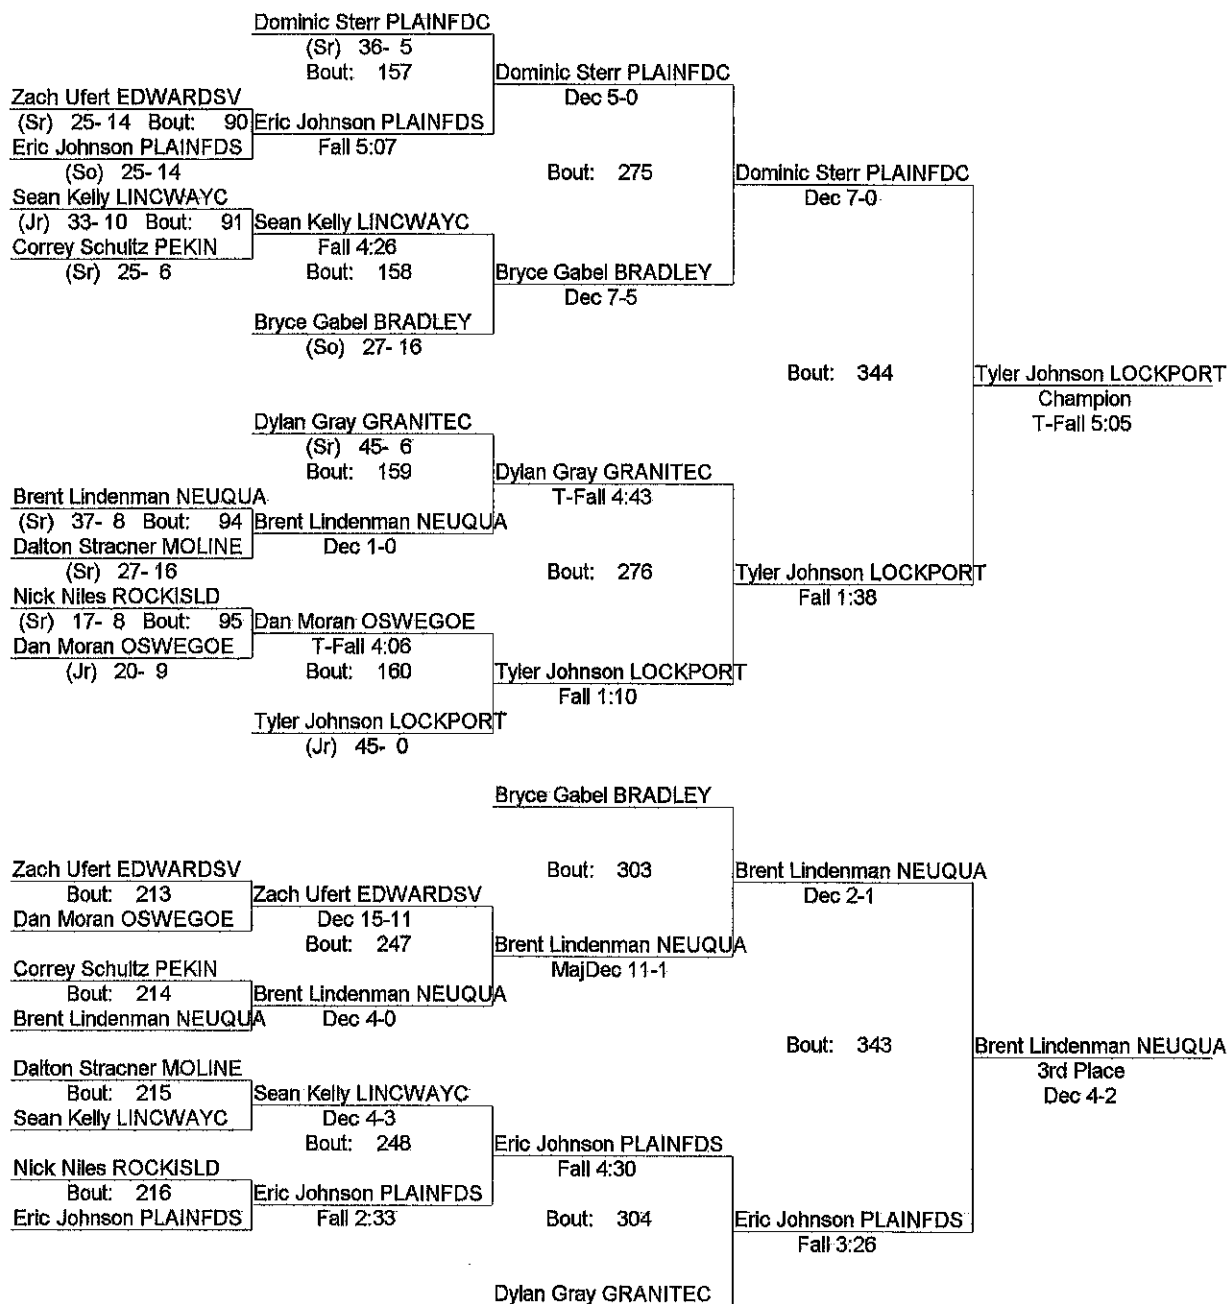 Dominic Sterr PLAINFDC
(Sr) 36- 5
Bout: 157
Dominic Sterr PLAINFDC
Dec 5-0
Zach Ufert EDWARDSV
(Sr) 25- 14 Bout: 90
Eric Johnson PLAINFDS
Fall 5:07
Eric Johnson PLAINFDS
(So) 25- 14
Bout: 275
Dominic Sterr PLAINFDC
Dec 7-0
Sean Kelly LINCWAYC
(Jr) 33- 10 Bout: 91
Sean Kelly LINCWAYC
Fall 4:26
Correy Schultz PEKIN
(Sr) 25- 6
Bout: 158
Bryce Gabel BRADLEY
Dec 7-5
Bryce Gabel BRADLEY
(So) 27- 16
Bout: 344
Tyler Johnson LOCKPORT
Champion
T-Fall 5:05
Dylan Gray GRANITEC
(Sr) 45- 6
Bout: 159
Dylan Gray GRANITEC
T-Fall 4:43
Brent Lindenman NEUQUA
(Sr) 37- 8 Bout: 94
Brent Lindenman NEUQUA
Dec 1-0
Dalton Stracner MOLINE
(Sr) 27- 16
Bout: 276
Tyler Johnson LOCKPORT
Fall 1:38
Nick Niles ROCKISLD
(Sr) 17- 8 Bout: 95
Dan Moran OSWEGOE
T-Fall 4:06
Dan Moran OSWEGOE
(Jr) 20- 9
Bout: 160
Tyler Johnson LOCKPORT
Fall 1:10
Tyler Johnson LOCKPORT
(Jr) 45- 0
Bryce Gabel BRADLEY
Bout: 303
Brent Lindenman NEUQUA
Dec 2-1
Zach Ufert EDWARDSV
Bout: 213
Zach Ufert EDWARDSV
Dec 15-11
Dan Moran OSWEGOE
Bout: 247
Brent Lindenman NEUQUA
MajDec 11-1
Correy Schultz PEKIN
Bout: 214
Brent Lindenman NEUQUA
Dec 4-0
Brent Lindenman NEUQUA
Bout: 343
Brent Lindenman NEUQUA
3rd Place
Dec 4-2
Dalton Stracner MOLINE
Bout: 215
Sean Kelly LINCWAYC
Dec 4-3
Sean Kelly LINCWAYC
Bout: 248
Eric Johnson PLAINFDS
Fall 4:30
Nick Niles ROCKISLD
Bout: 216
Eric Johnson PLAINFDS
Fall 2:33
Eric Johnson PLAINFDS
Bout: 304
Eric Johnson PLAINFDS
Fall 3:26
Dylan Gray GRANITEC